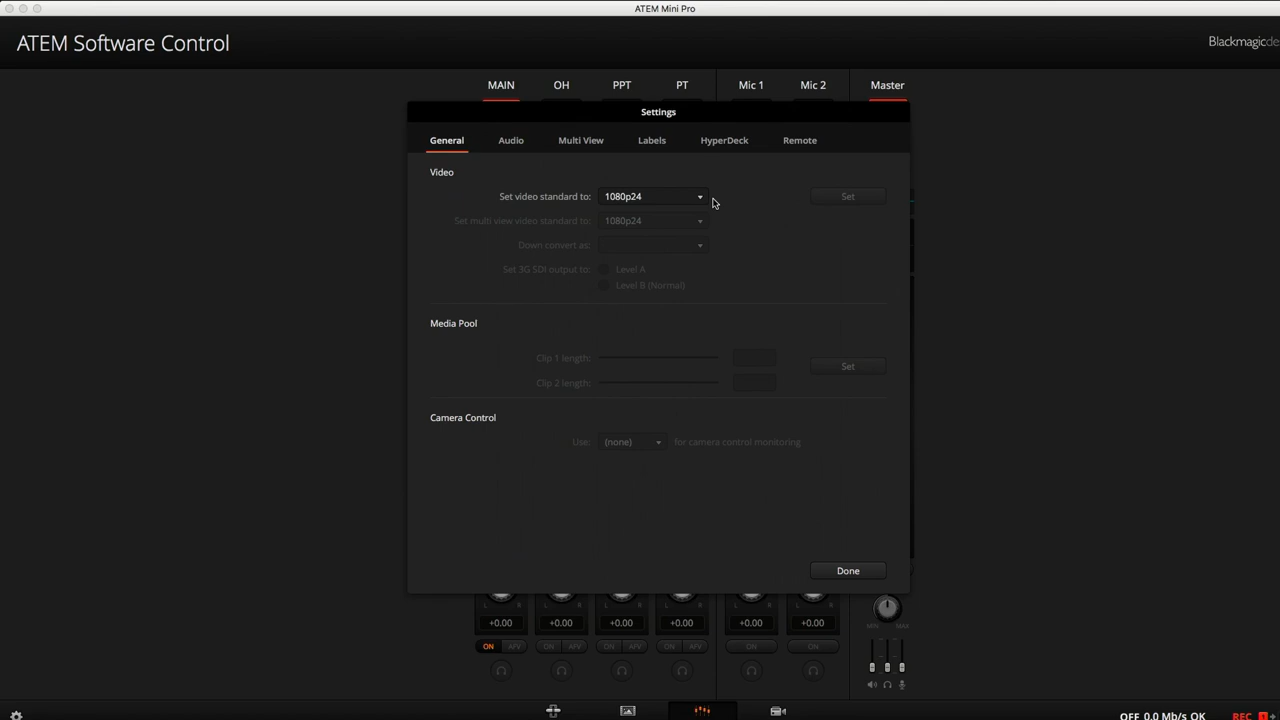 ATEM Mini Pro
ATEM Software Control
Blackmagicde
MAIN OH PPT PT Mic 1 Mic 2 Master
Settings
General Audio Multi View Labels HyperDeck Remote
Video
Set video standard to: 1080p24 Set
Set multi view video standard to: 1080p24
Down convert as:
Set 3G SDI output to: Level A
Level B (Normal)
Media Pool
Clip 1 length:
Set
Clip 2 length:
Camera Control
Use: (none) for camera control monitoring
Done
L R L R L R L R L R L R
+0.00 +0.00 +0.00 +0.00 +0.00 +0.00 MIN MAX
ON AFV ON AFV ON AFV ON AFV ON ON
OFF 0.0 Mb/s OK REC 1